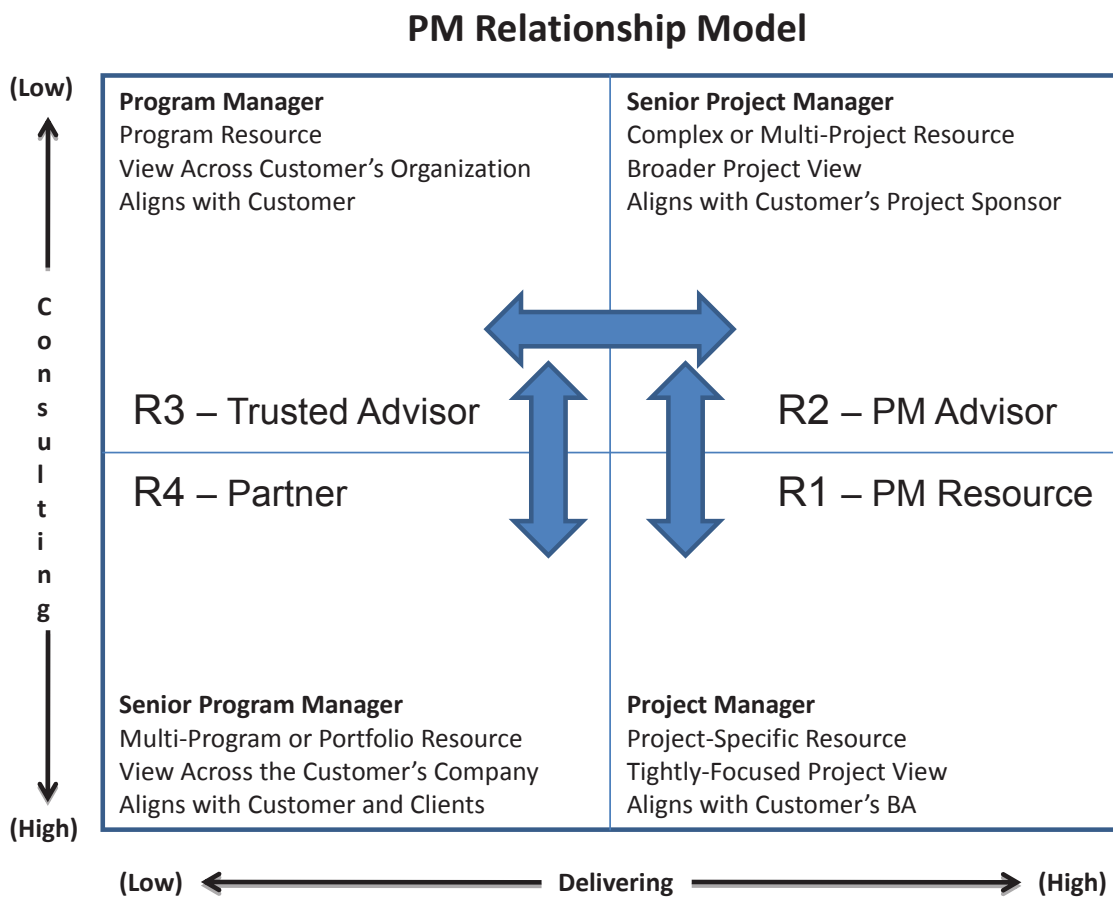 PM Relationship Model
(Low)
Consulting
(High)
Program Manager
Program Resource
View Across Customer’s Organization
Aligns with Customer
Senior Project Manager
Complex or Multi-Project Resource
Broader Project View
Aligns with Customer’s Project Sponsor
R3 – Trusted Advisor
R2 – PM Advisor
R4 – Partner
R1 – PM Resource
Senior Program Manager
Multi-Program or Portfolio Resource
View Across the Customer’s Company
Aligns with Customer and Clients
Project Manager
Project-Specific Resource
Tightly-Focused Project View
Aligns with Customer’s BA
(Low) Delivering (High)